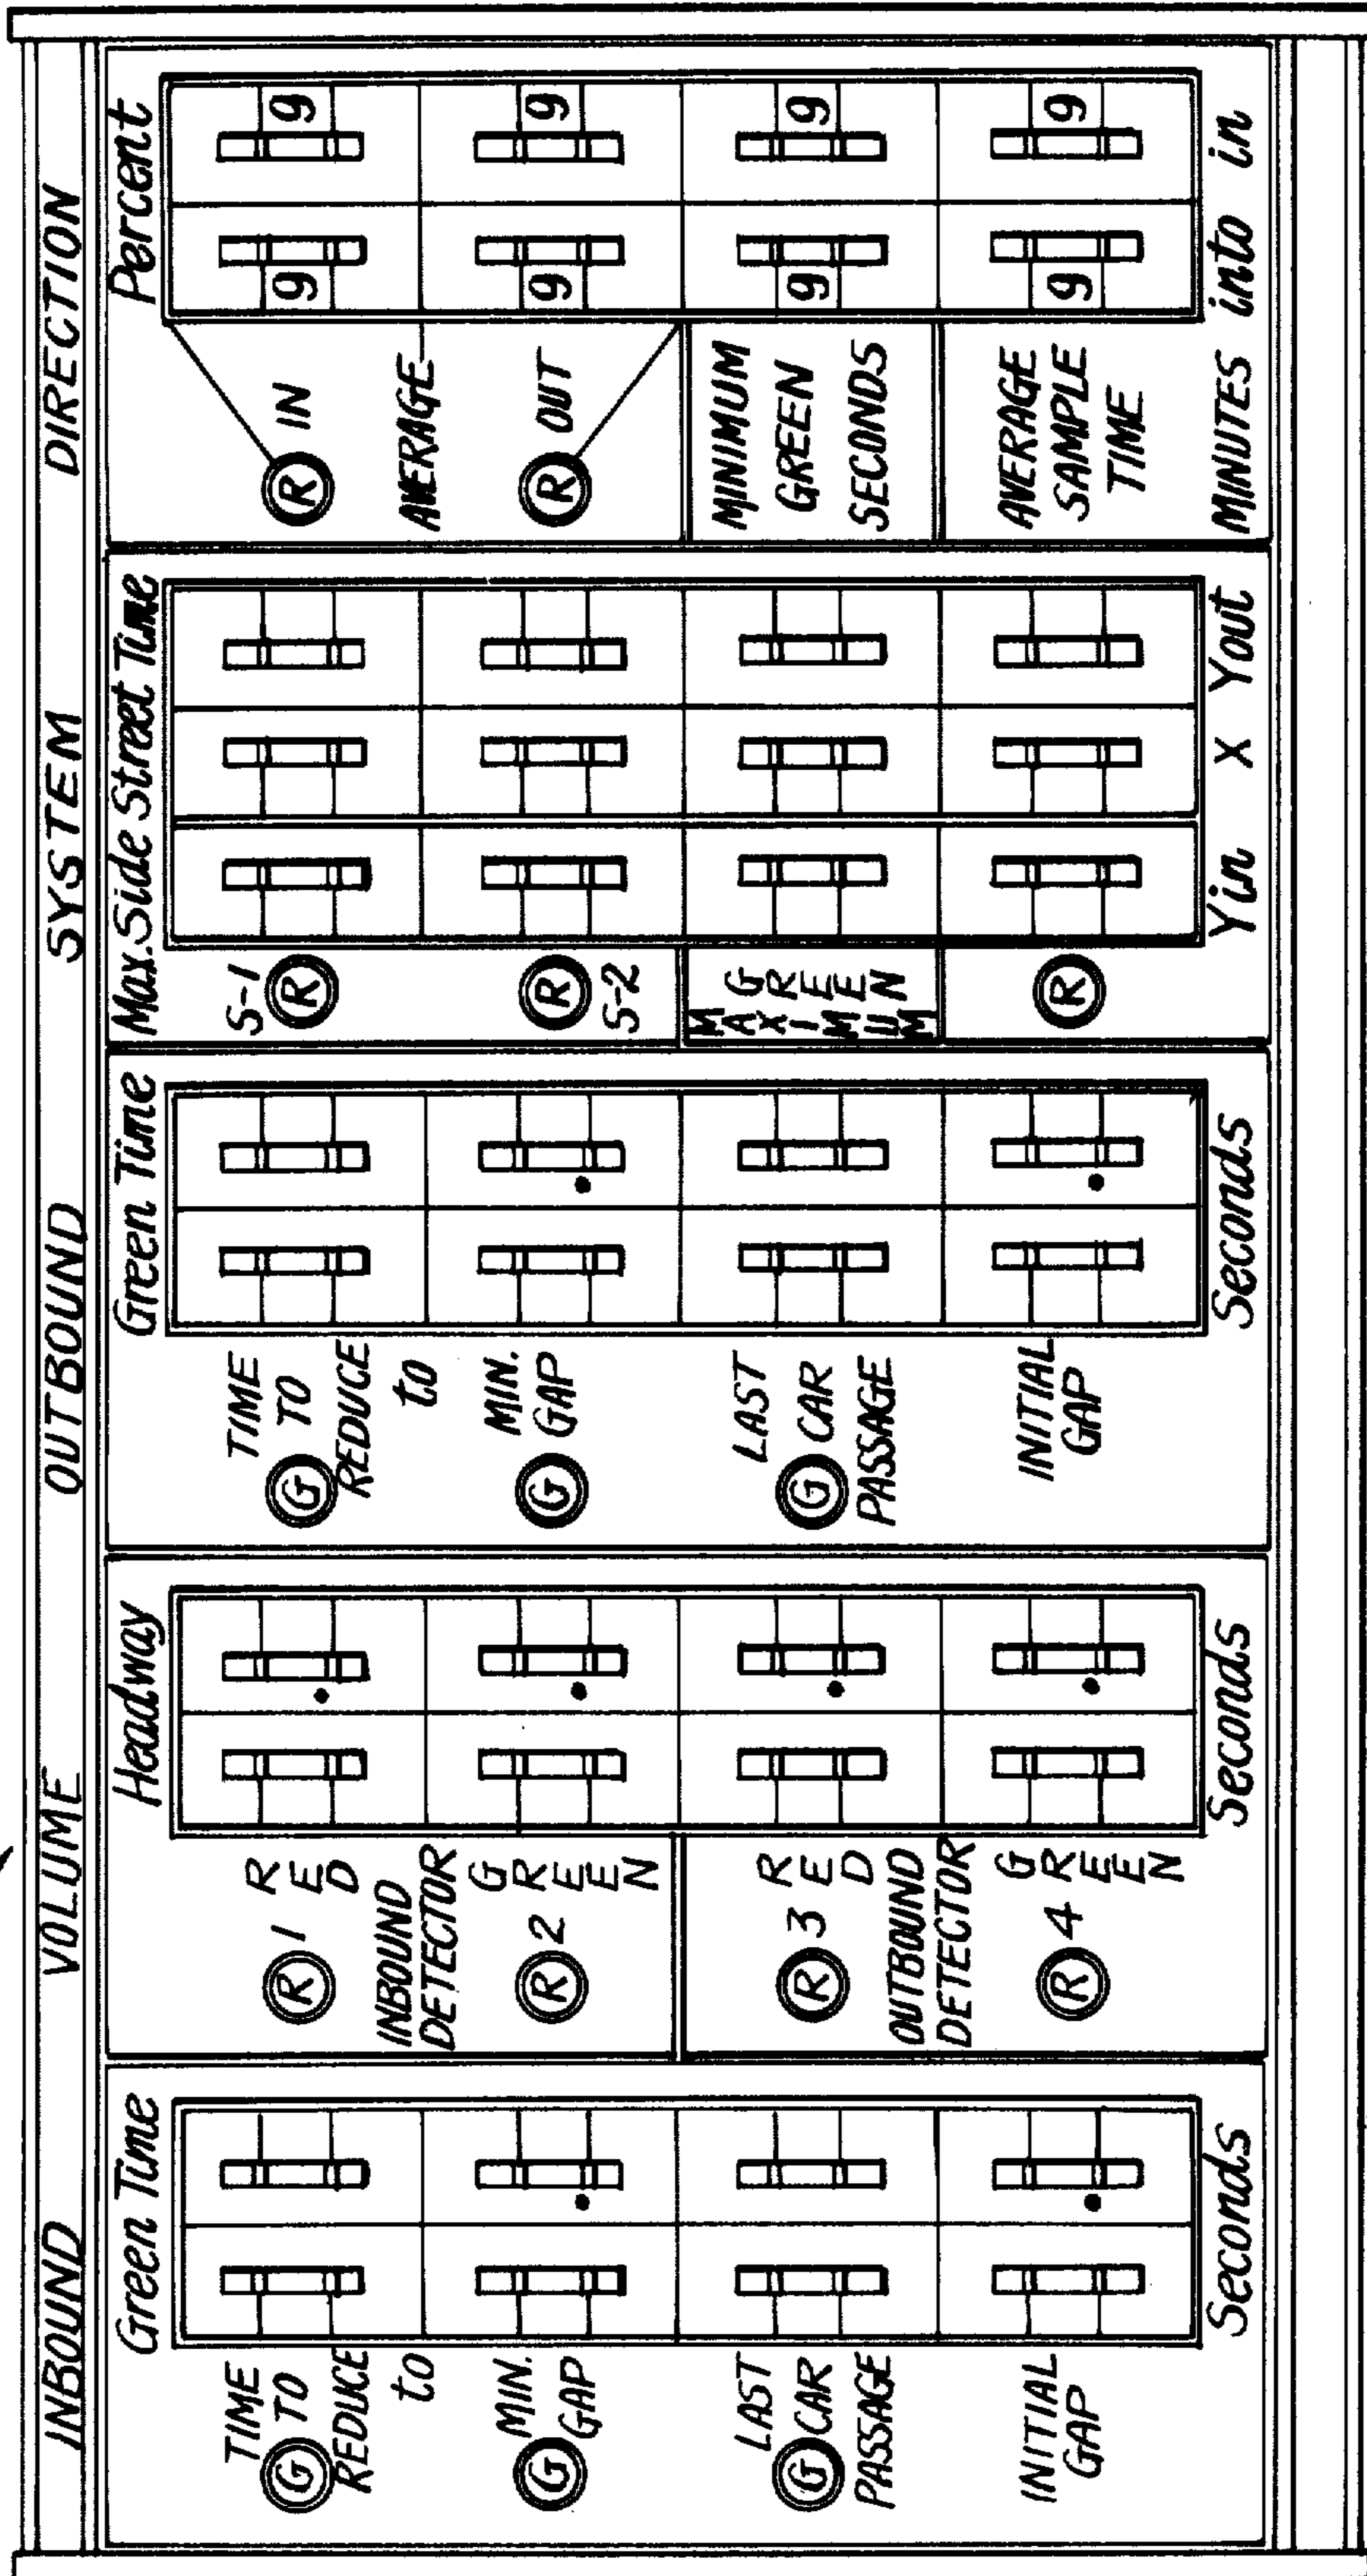 INBOUND VOLUME OUTBOUND SYSTEM DIRECTION
Green Time
TIME
G TO
REDUCE
to
MIN.
G GAP
LAST
G CAR
PASSAGE
INITIAL
GAP
Seconds
Headway
R 1 RED
INBOUND
DETECTOR
R 2 GREEN
R 3 RED
OUTBOUND
DETECTOR
R 4 GREEN
Seconds
Green Time
TIME
G TO
REDUCE
to
MIN.
G GAP
LAST
G CAR
PASSAGE
INITIAL
GAP
Seconds
Max. Side Street Time
S-1
R
R
S-2
MAXIMUM GREEN
R
Yin X Yout
Percent
R IN 9 9
AVERAGE
R OUT 9 9
MINIMUM
GREEN 9 9
SECONDS
AVERAGE
SAMPLE 9 9
TIME
MINUTES into in